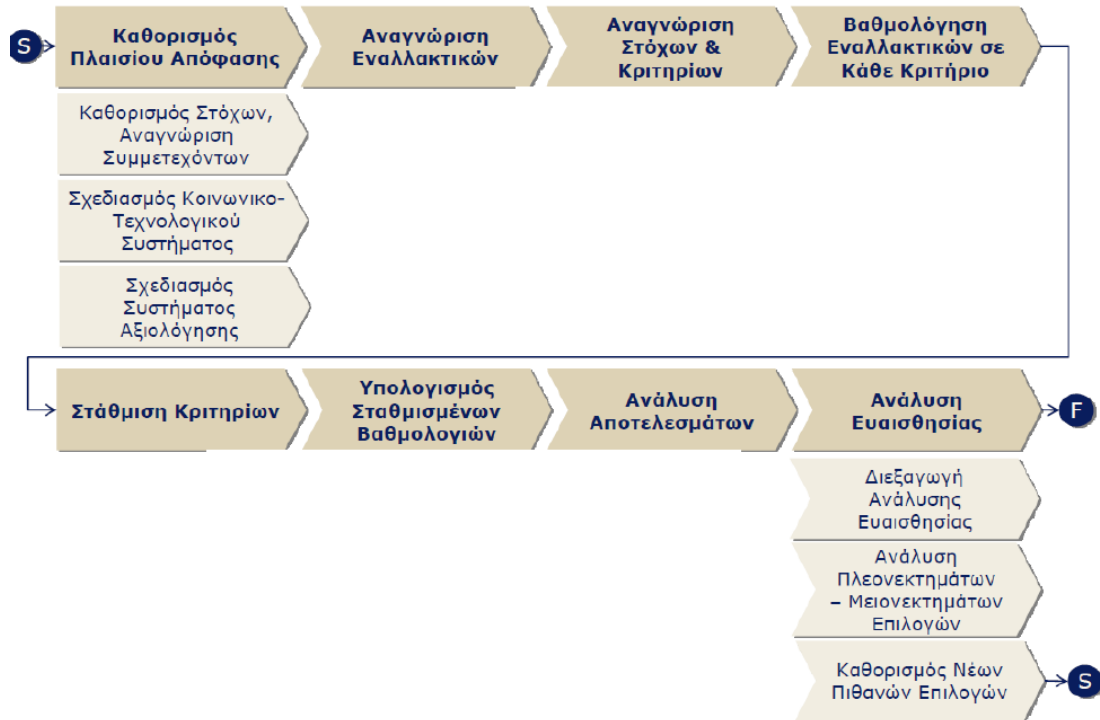 S
Καθορισμός
Πλαισίου Απόφασης
Αναγνώριση
Εναλλακτικών
Αναγνώριση
Στόχων &
Κριτηρίων
Βαθμολόγηση
Εναλλακτικών σε
Κάθε Κριτήριο
Καθορισμός Στόχων,
Αναγνώριση
Συμμετεχόντων
Σχεδιασμός Κοινωνικο-
Τεχνολογικού
Συστήματος
Σχεδιασμός
Συστήματος
Αξιολόγησης
Στάθμιση Κριτηρίων
Υπολογισμός
Σταθμισμένων
Βαθμολογιών
Ανάλυση
Αποτελεσμάτων
Ανάλυση
Ευαισθησίας
F
Διεξαγωγή
Ανάλυσης
Ευαισθησίας
Ανάλυση
Πλεονεκτημάτων
– Μειονεκτημάτων
Επιλογών
Καθορισμός Νέων
Πιθανών Επιλογών
S